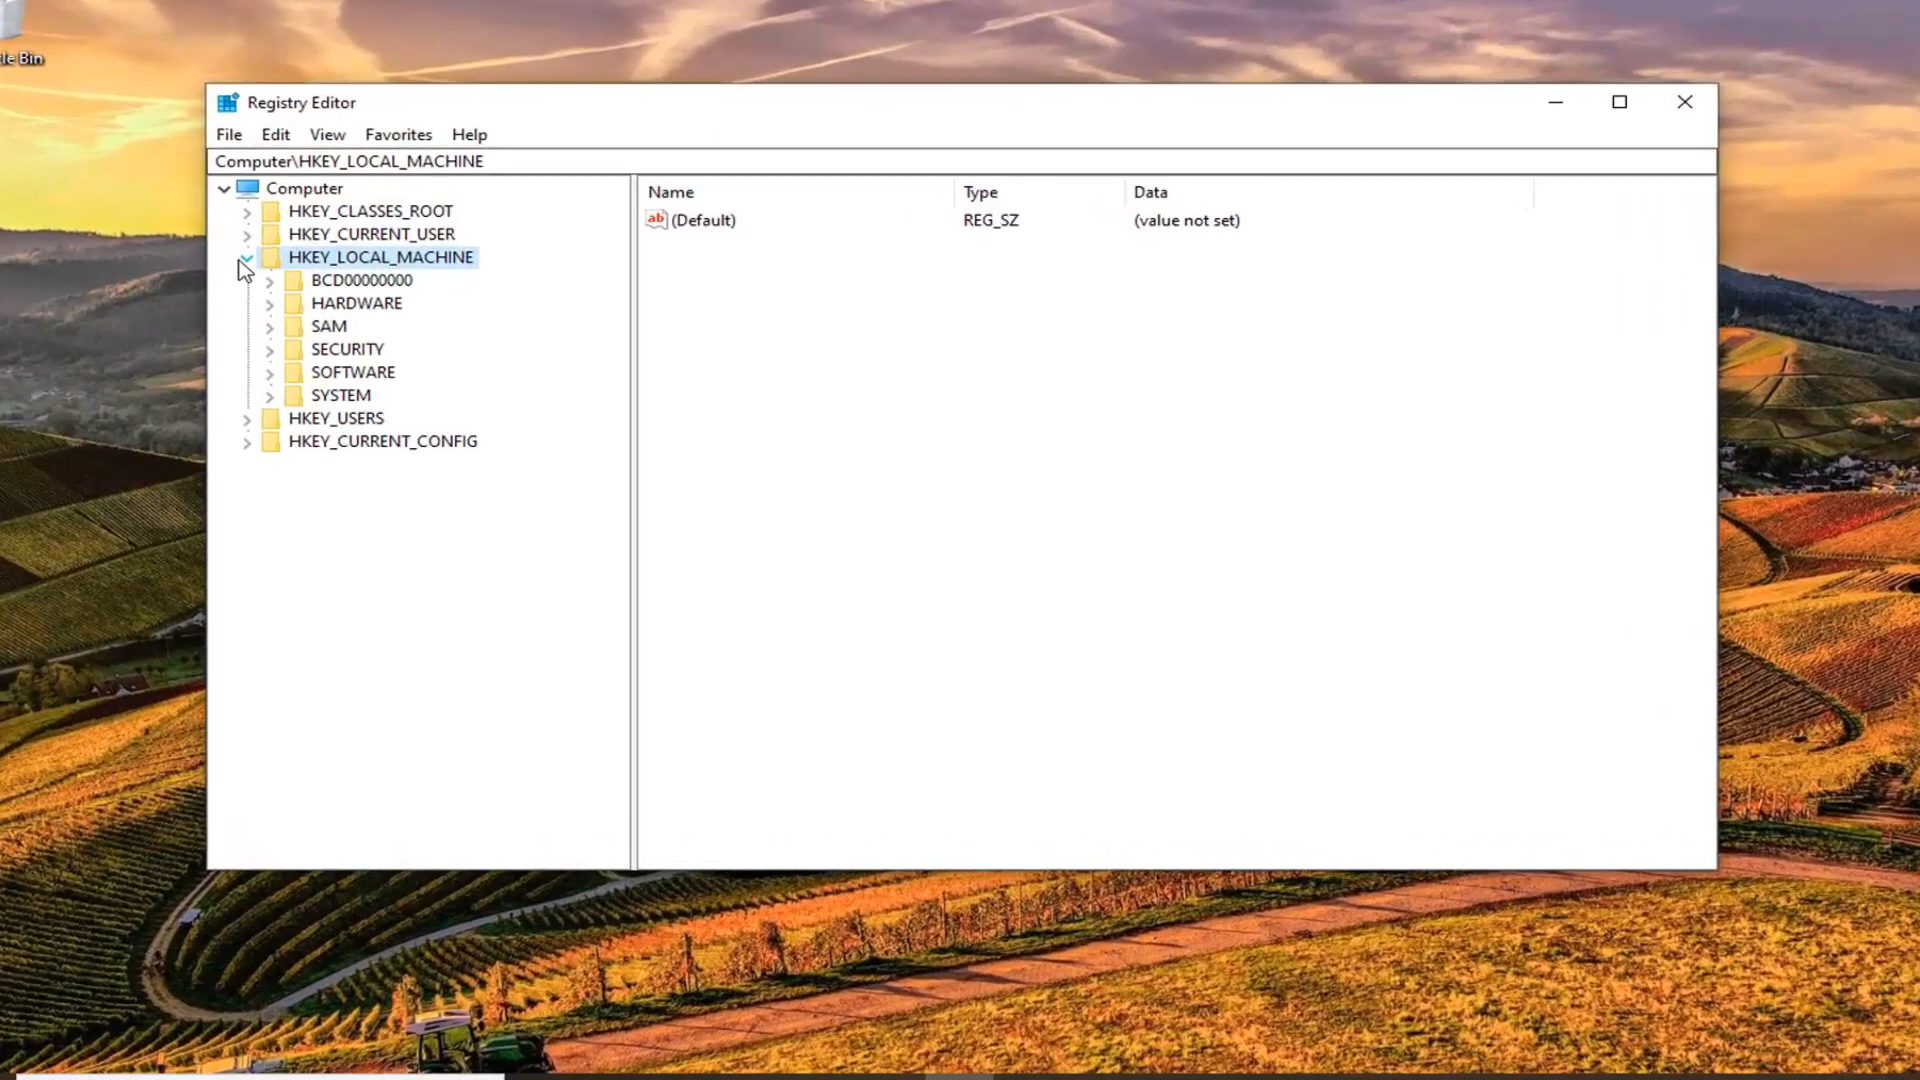 le Bin
Registry Editor
File Edit View Favorites Help
Computer\HKEY_LOCAL_MACHINE
Computer
HKEY_CLASSES_ROOT
HKEY_CURRENT_USER
HKEY_LOCAL_MACHINE
BCD00000000
HARDWARE
SAM
SECURITY
SOFTWARE
SYSTEM
HKEY_USERS
HKEY_CURRENT_CONFIG
Name Type Data
ab (Default) REG_SZ (value not set)